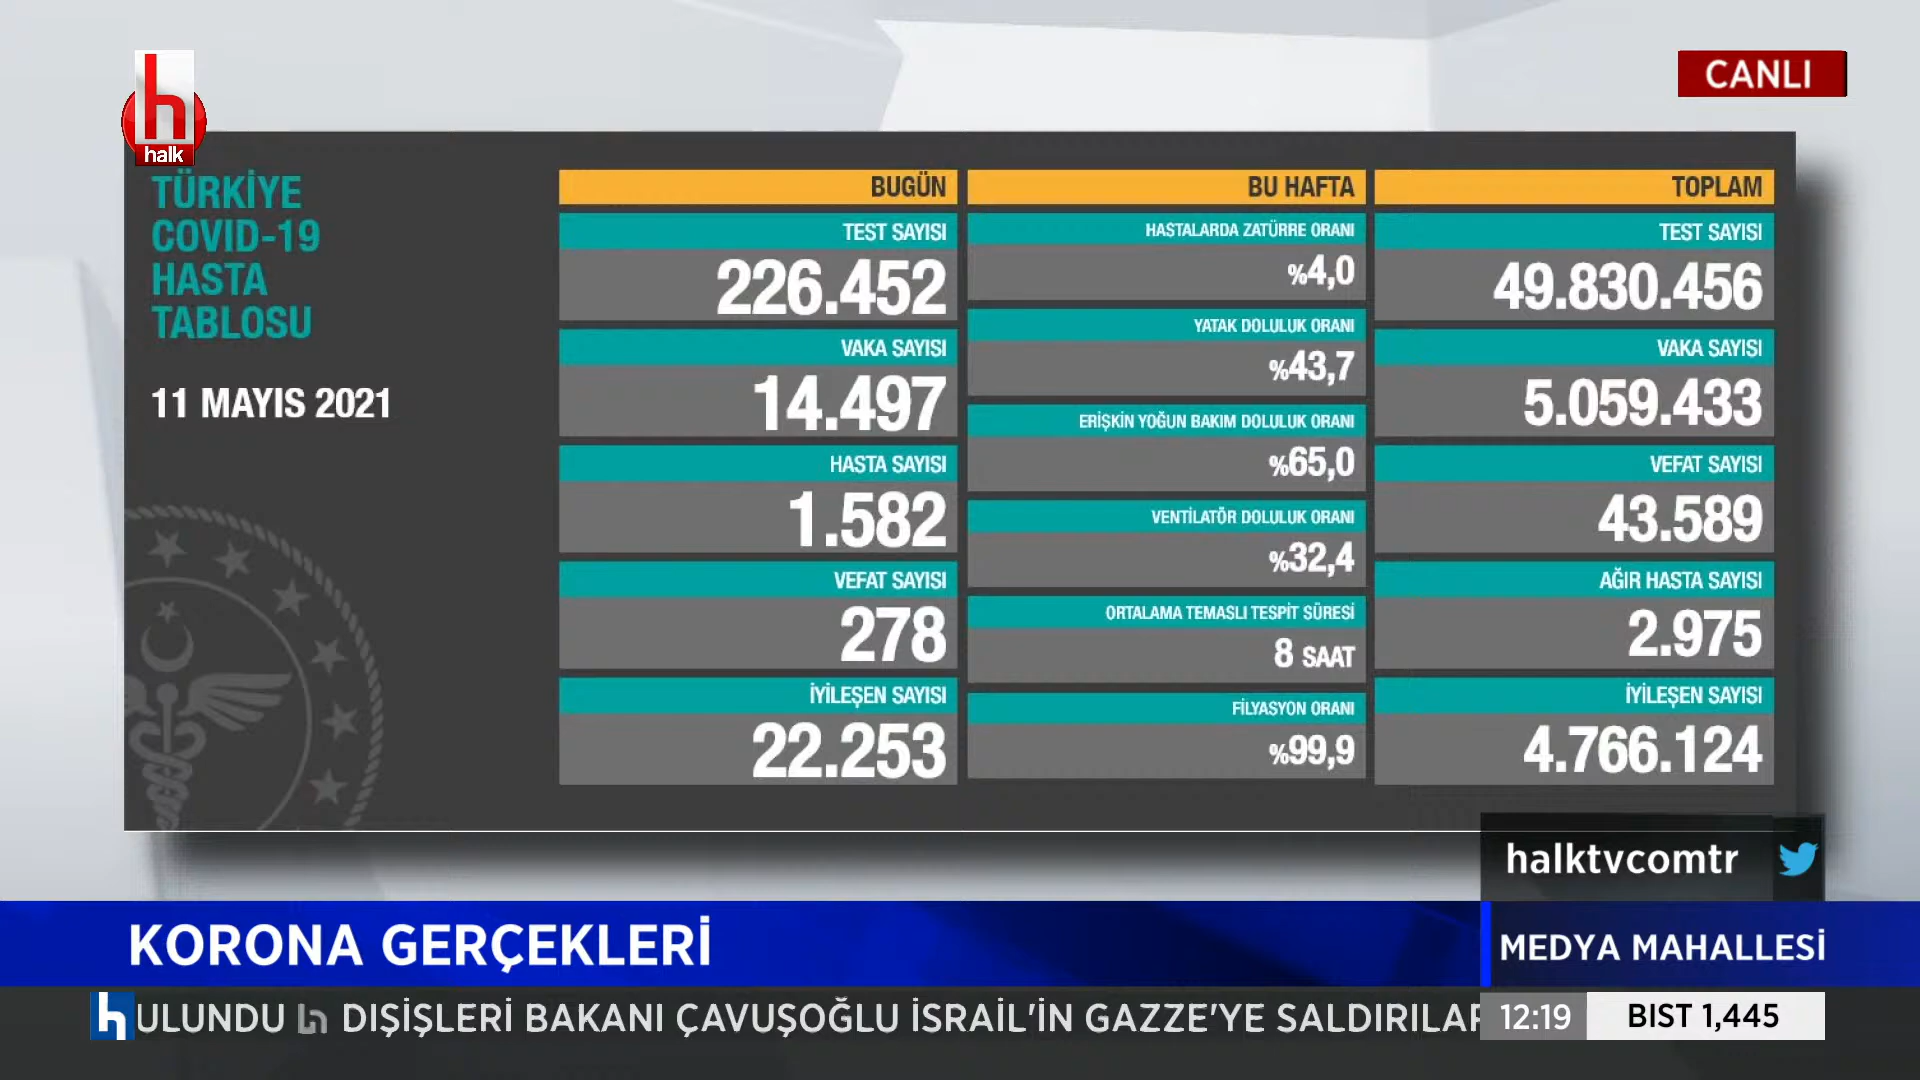 h
halk
CANLI
TÜRKİYE
COVID-19
HASTA
TABLOSU
11 MAYIS 2021
BUGÜN
TEST SAYISI
226.452
VAKA SAYISI
14.497
HASTA SAYISI
1.582
VEFAT SAYISI
278
İYİLEŞEN SAYISI
22.253
BU HAFTA
HASTALARDA ZATÜRRE ORANI
%4,0
YATAK DOLULUK ORANI
%43,7
ERİŞKİN YOĞUN BAKIM DOLULUK ORANI
%65,0
VENTİLATÖR DOLULUK ORANI
%32,4
ORTALAMA TEMASLI TESPİT SÜRESİ
8 SAAT
FİLYASYON ORANI
%99,9
TOPLAM
TEST SAYISI
49.830.456
VAKA SAYISI
5.059.433
VEFAT SAYISI
43.589
AĞIR HASTA SAYISI
2.975
İYİLEŞEN SAYISI
4.766.124
halktvcomtr
KORONA GERÇEKLERİ
MEDYA MAHALLESİ
h ULUNDU h DIŞİŞLERİ BAKANI ÇAVUŞOĞLU İSRAİL'İN GAZZE'YE SALDIRILAR
12:19 BIST 1,445